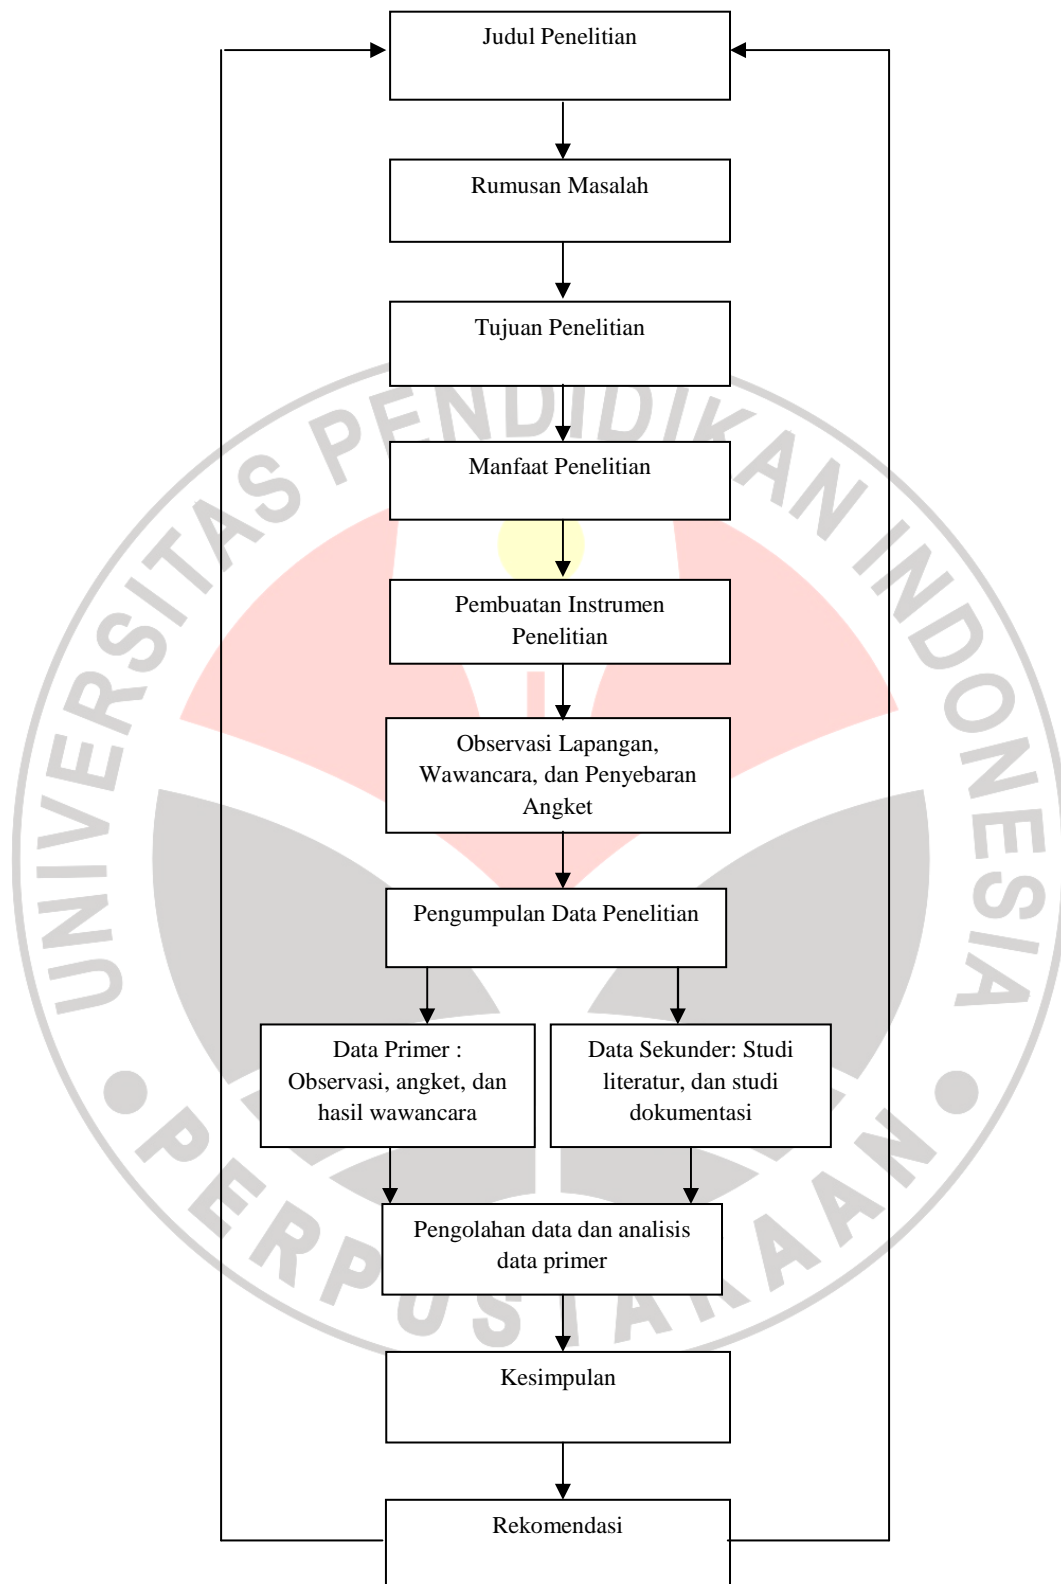 Judul Penelitian
Rumusan Masalah
Tujuan Penelitian
Manfaat Penelitian
Pembuatan Instrumen
Penelitian
Observasi Lapangan,
Wawancara, dan Penyebaran
Angket
Pengumpulan Data Penelitian
Data Primer :
Observasi, angket, dan
hasil wawancara
Data Sekunder: Studi
literatur, dan studi
dokumentasi
Pengolahan data dan analisis
data primer
Kesimpulan
Rekomendasi
UNIVERSITAS PENDIDIKAN INDONESIA
PERPUSTAKAAN